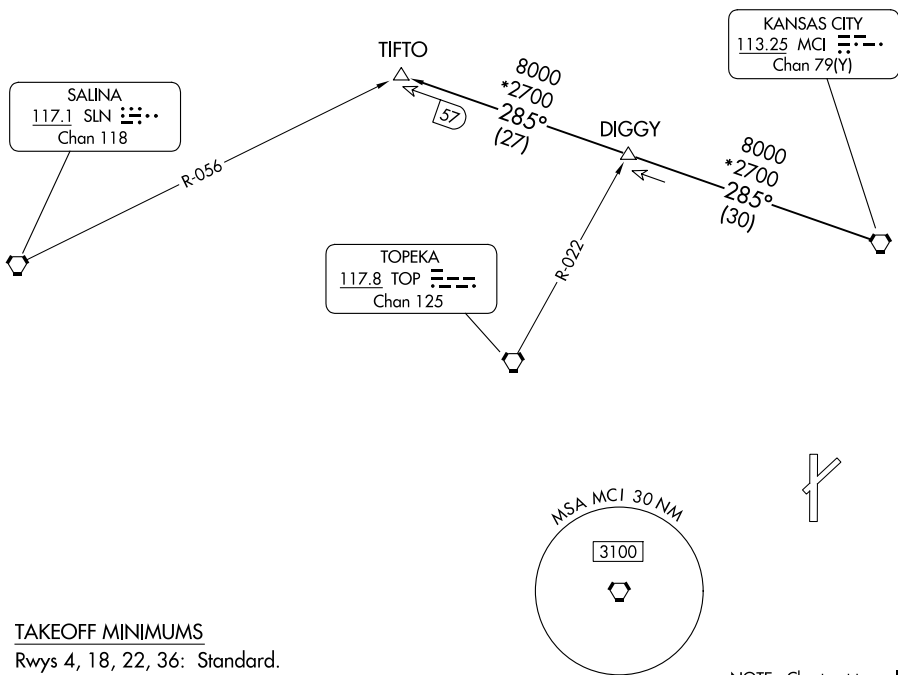 KANSAS CITY
113.25 MCI
Chan 79(Y)
TIFTO
8000
*2700
285°
(27)
57
SALINA
117.1 SLN
Chan 118
DIGGY
8000
*2700
285°
(30)
R-056
R-022
TOPEKA
117.8 TOP
Chan 125
MSA MCI 30 NM
3100
TAKEOFF MINIMUMS
Rwys 4, 18, 22, 36: Standard.